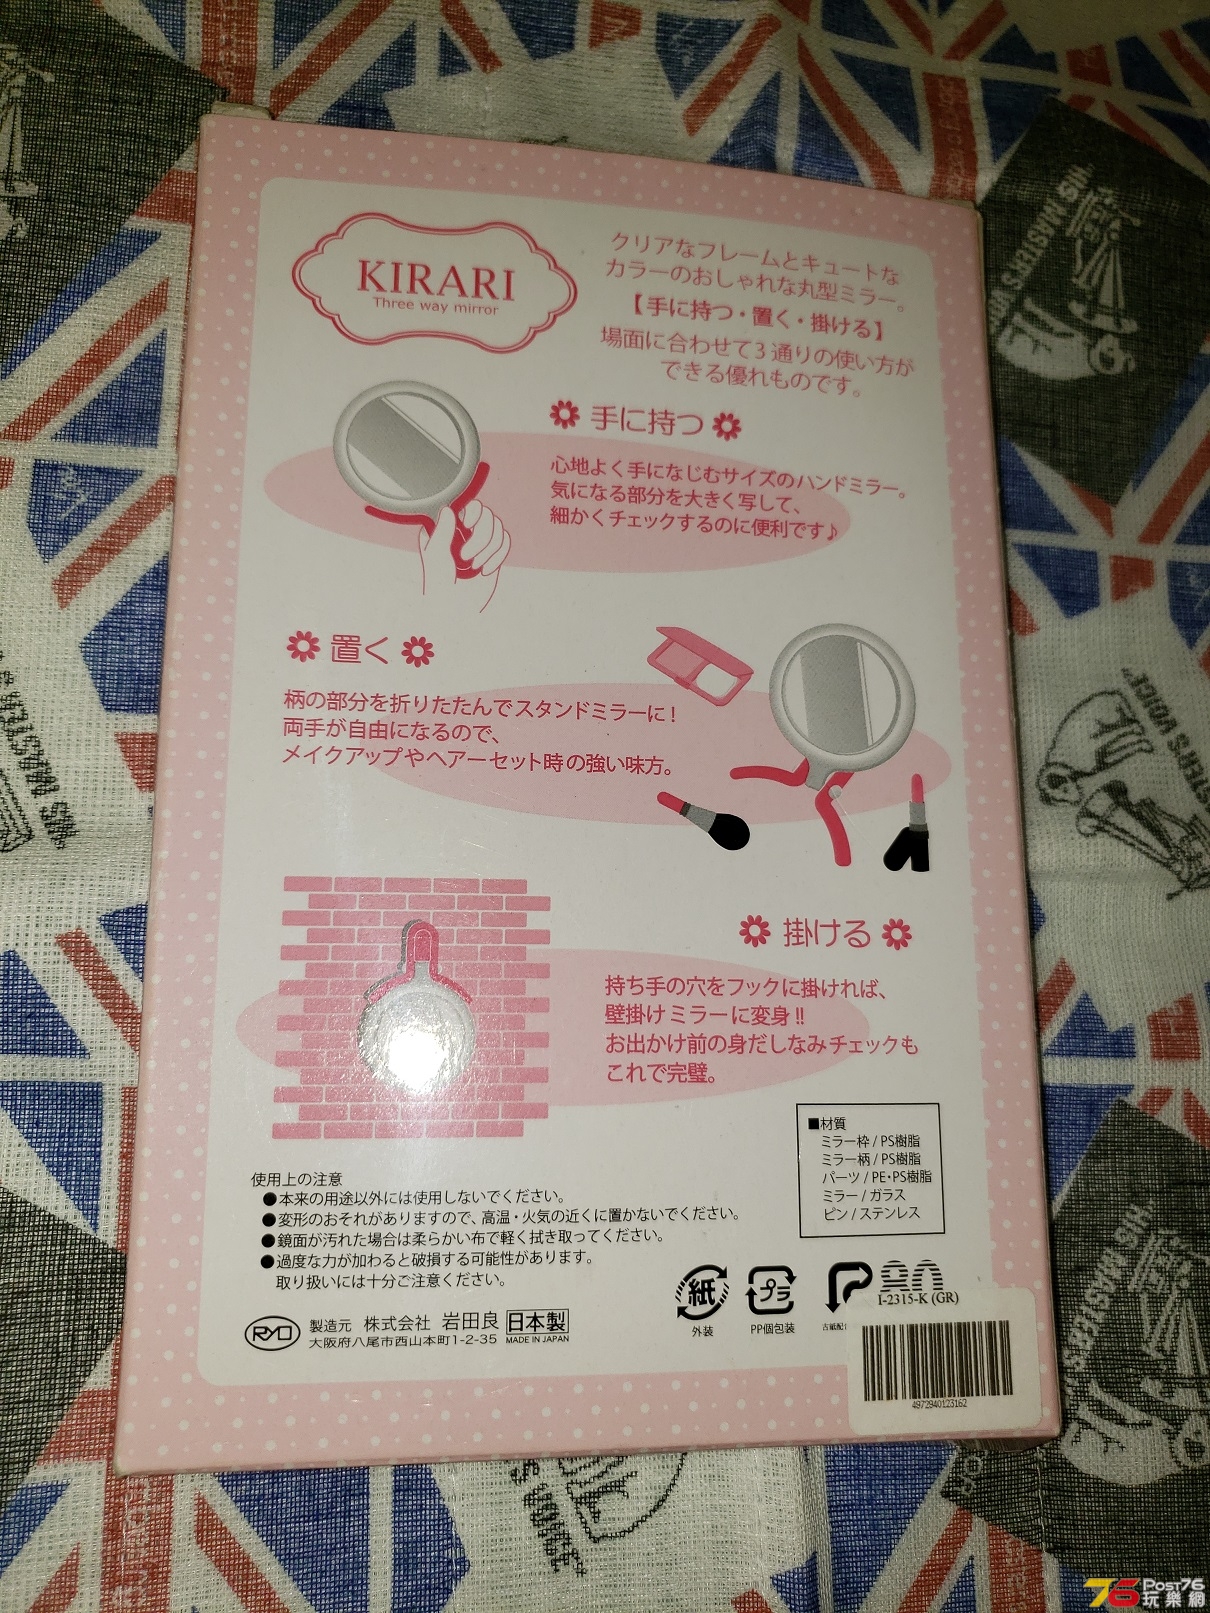 KIRARI
Three way mirror
クリアなフレームとキュートな
カラーのおしゃれな丸型ミラー。
【手に持つ・置く・掛ける】
場面に合わせて3通りの使い方が
できる優れものです。
手に持つ
心地よく手になじむサイズのハンドミラー。
気になる部分を大きく写して、
細かくチェックするのに便利です♪
置く
柄の部分を折りたたんでスタンドミラーに！
両手が自由になるので、
メイクアップやヘアーセット時の強い味方。
掛ける
持ち手の穴をフックに掛ければ、
壁掛けミラーに変身!!
お出かけ前の身だしなみチェックも
これで完璧。
■材質
ミラー枠/PS樹脂
ミラー柄/PS樹脂
パーツ/PE・PS樹脂
ミラー/ガラス
ピン/ステンレス
使用上の注意
●本来の用途以外には使用しないでください。
●変形のおそれがありますので、高温・火気の近くに置かないでください。
●鏡面が汚れた場合は柔らかい布で軽く拭き取ってください。
●過度な力が加わると破損する可能性があります。
取り扱いには十分ご注意ください。
RYO
製造元 株式会社 岩田良
大阪府八尾市西山本町1-2-35
日本製
MADE IN JAPAN
紙
外装
プラ
PP個包装
古紙配
80
I-2315-K (GR)
4972940123162
HIS MASTER'S VOICE
HIS MASTER'S VOICE
76 Post76
玩樂網